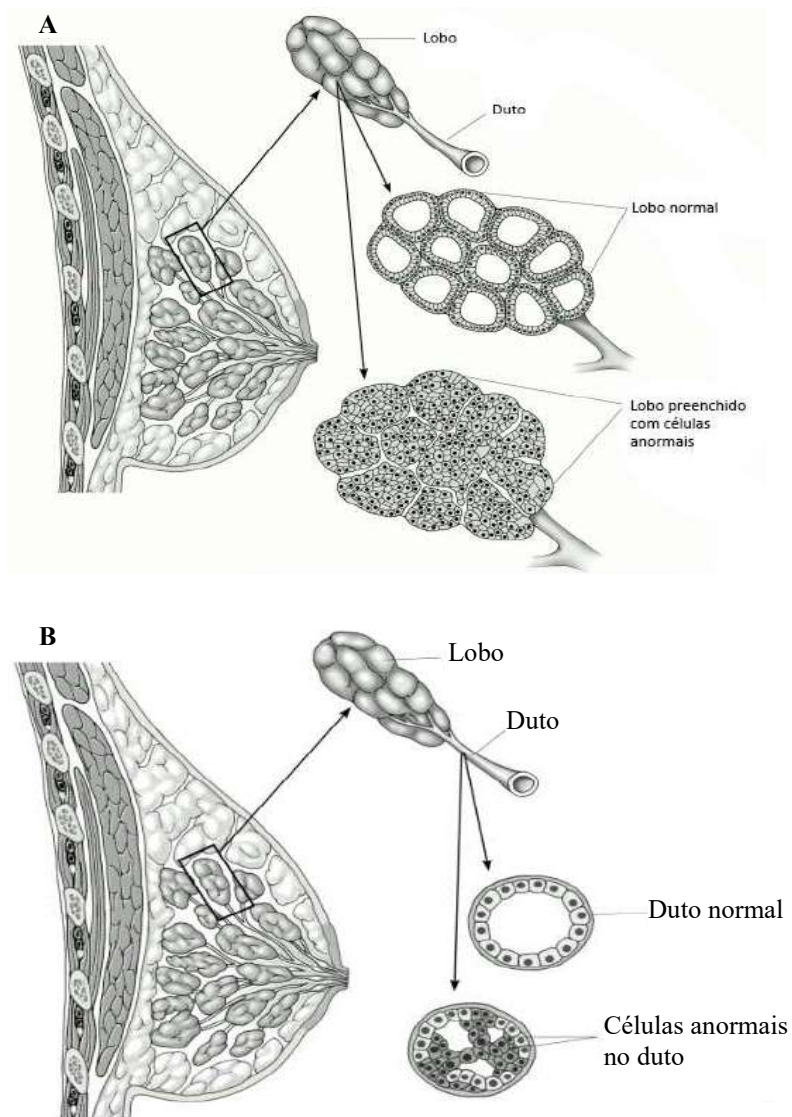 A
Lobo
Duto
Lobo normal
Lobo preenchido
com células
anormais
B
Lobo
Duto
Duto normal
Células anormais
no duto